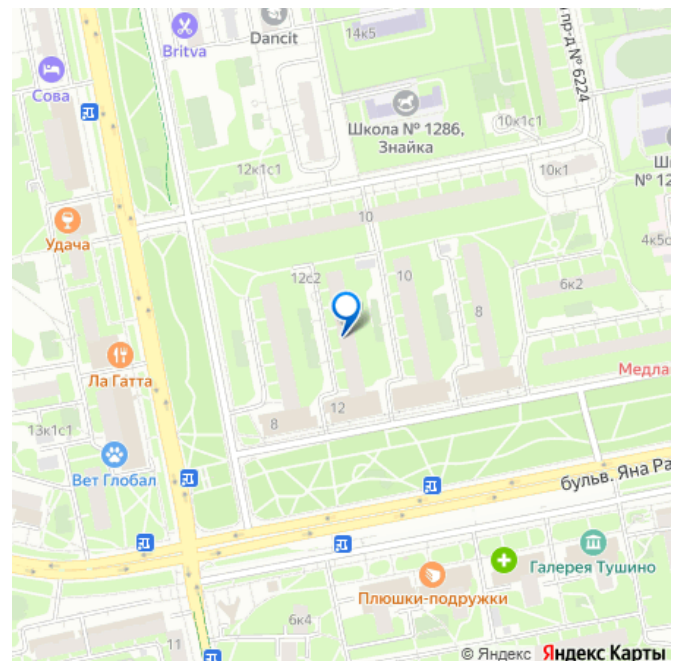 Dancit
14к5
Britva
пр-д № 6224
Сова
Школа № 1286,
Знайка
10к1с1
12к1с1
10к1
№ 12
10
Удача
4к5с
12с2
10
6к2
8
Ла Гатта
Медла
12
8
13к1с1
Вет Глобал
бульв. Яна Ра
Галерея Тушино
Плюшки-подружки
6к4
11
© Яндекс Яндекс Карты